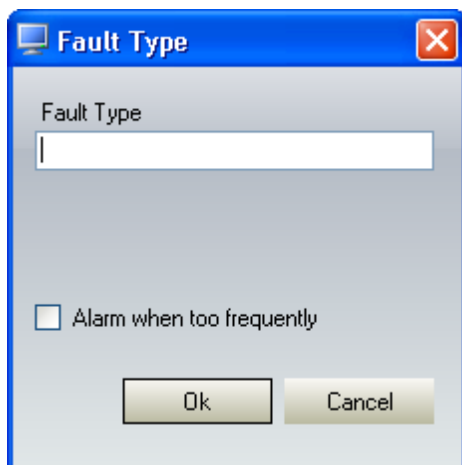 Fault Type
Fault Type
Alarm when too frequently
Ok
Cancel